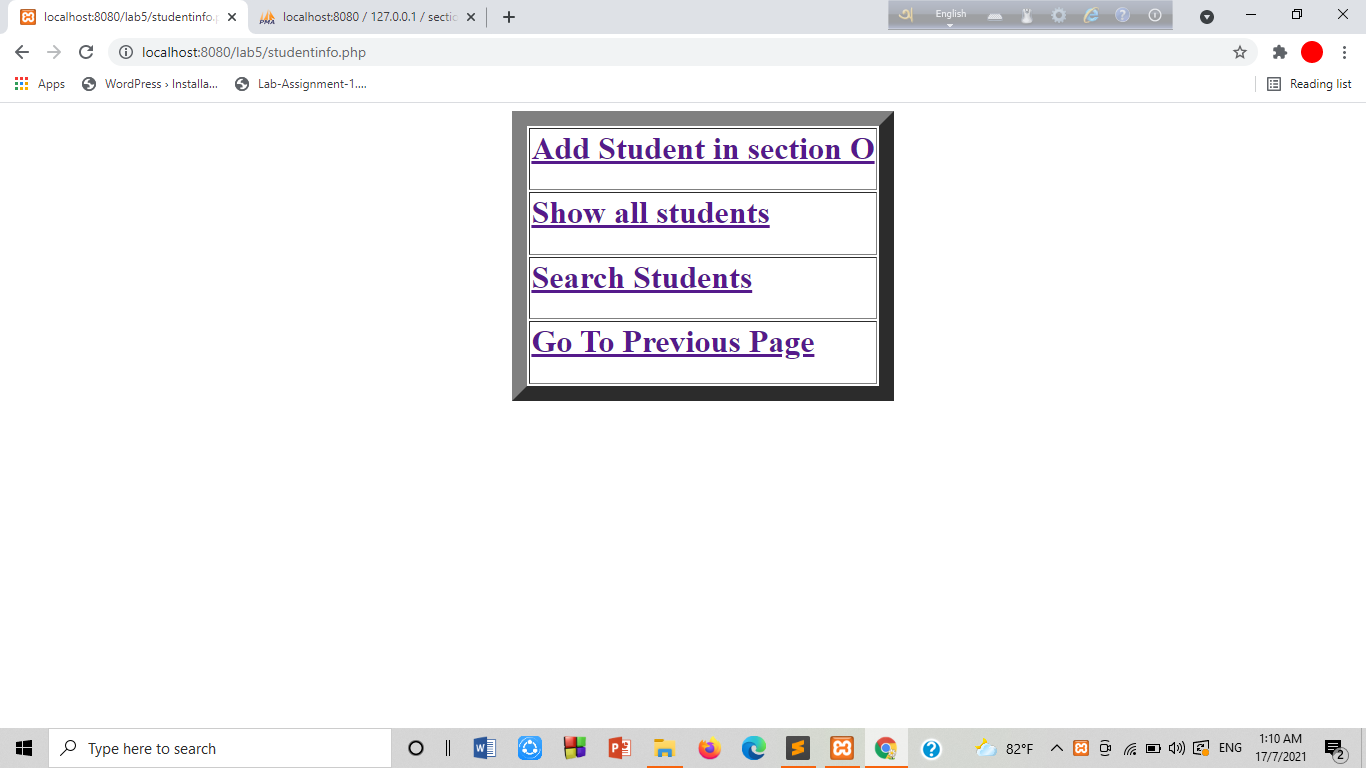 localhost:8080/lab5/studentinfo.p
localhost:8080 / 127.0.0.1 / sectio
English
localhost:8080/lab5/studentinfo.php
Apps
WordPress › Installa...
Lab-Assignment-1....
Reading list
Add Student in section O
Show all students
Search Students
Go To Previous Page
Type here to search
82°F
ENG
1:10 AM
17/7/2021
2